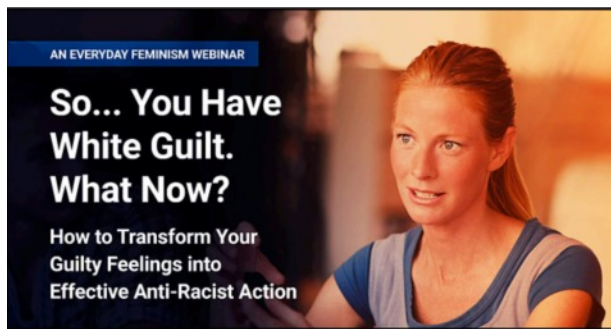 AN EVERYDAY FEMINISM WEBINAR
So... You Have
White Guilt.
What Now?
How to Transform Your
Guilty Feelings into
Effective Anti-Racist Action